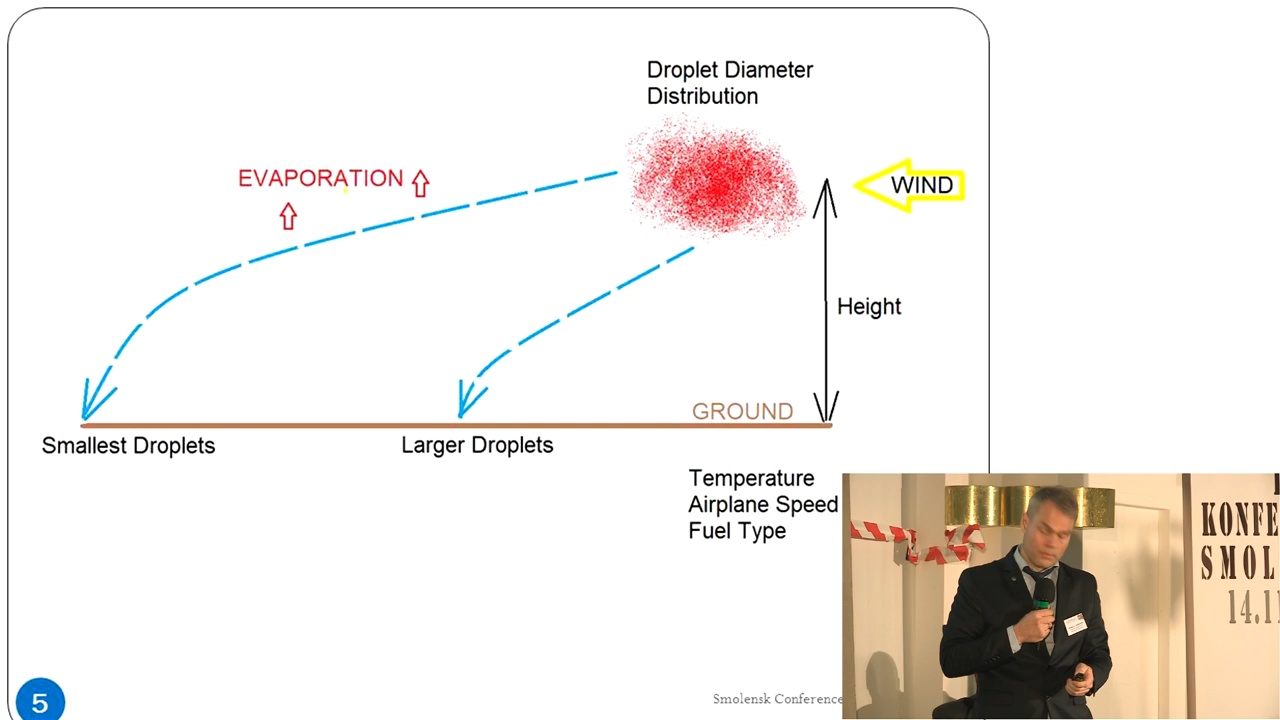 Droplet Diameter
Distribution
EVAPORATION
WIND
Height
GROUND
Smallest Droplets
Larger Droplets
Temperature
Airplane Speed
Fuel Type
KONFE
SMOL
14.11
5
Smolensk Conference